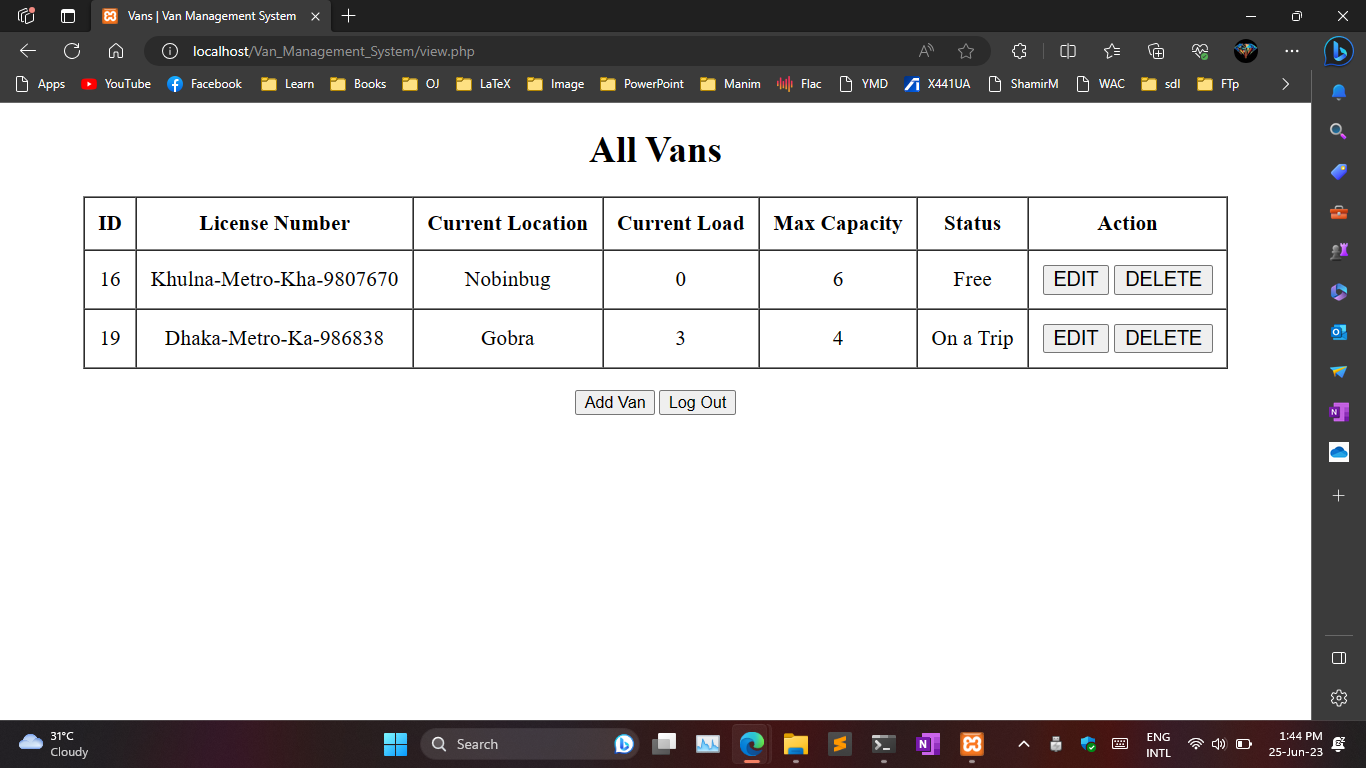 Vans | Van Management System
localhost/Van_Management_System/view.php
Apps YouTube Facebook Learn Books OJ LaTeX Image PowerPoint Manim Flac YMD X441UA ShamirM WAC sdl FTp
All Vans
ID License Number Current Location Current Load Max Capacity Status Action
16 Khulna-Metro-Kha-9807670 Nobinbug 0 6 Free EDIT DELETE
19 Dhaka-Metro-Ka-986838 Gobra 3 4 On a Trip EDIT DELETE
Add Van Log Out
31°C
Cloudy
Search
ENG
INTL
1:44 PM
25-Jun-23